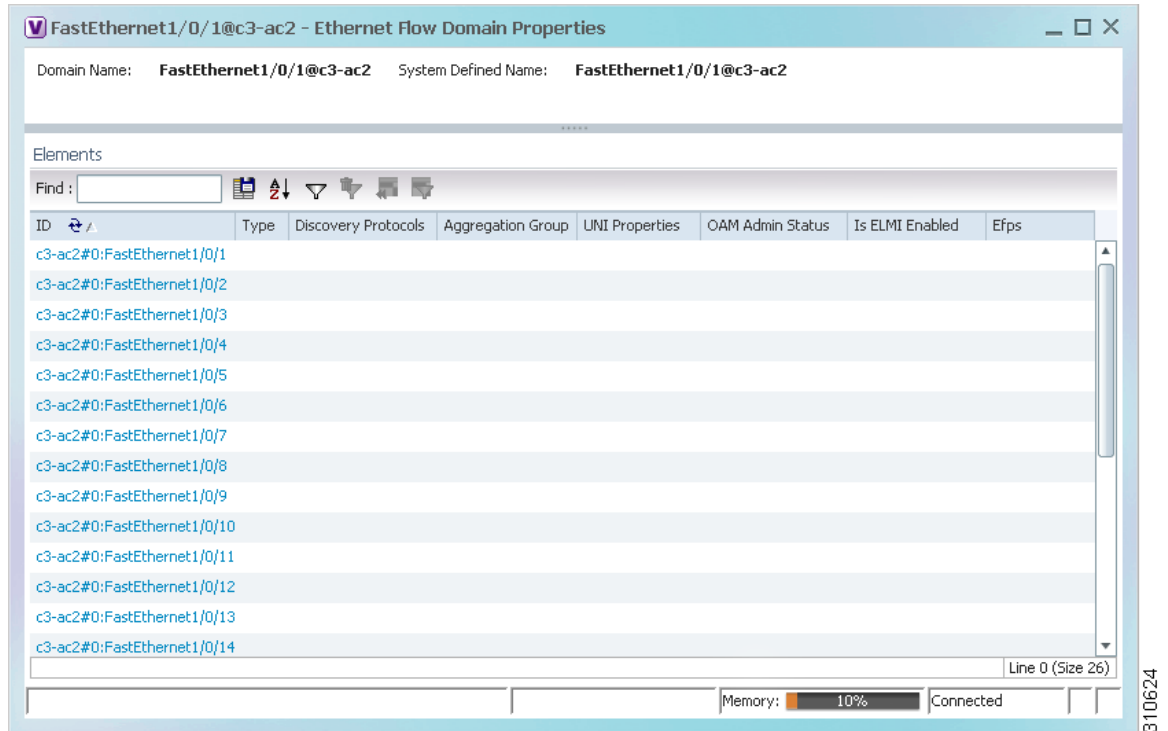 V FastEthernet1/0/1@c3-ac2 - Ethernet Flow Domain Properties
Domain Name: FastEthernet1/0/1@c3-ac2 System Defined Name: FastEthernet1/0/1@c3-ac2
Elements
Find :
ID Type Discovery Protocols Aggregation Group UNI Properties OAM Admin Status Is ELMI Enabled Efps
c3-ac2#0:FastEthernet1/0/1
c3-ac2#0:FastEthernet1/0/2
c3-ac2#0:FastEthernet1/0/3
c3-ac2#0:FastEthernet1/0/4
c3-ac2#0:FastEthernet1/0/5
c3-ac2#0:FastEthernet1/0/6
c3-ac2#0:FastEthernet1/0/7
c3-ac2#0:FastEthernet1/0/8
c3-ac2#0:FastEthernet1/0/9
c3-ac2#0:FastEthernet1/0/10
c3-ac2#0:FastEthernet1/0/11
c3-ac2#0:FastEthernet1/0/12
c3-ac2#0:FastEthernet1/0/13
c3-ac2#0:FastEthernet1/0/14
Line 0 (Size 26)
Memory: 10% Connected
310624